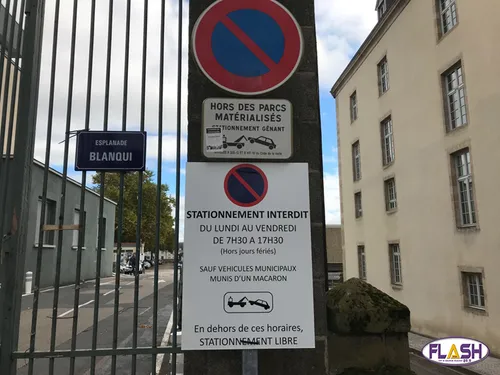 HORS DES PARCS
MATÉRIALISÉS
STATIONNEMENT GÊNANT
ESPLANADE
BLANQUI
STATIONNEMENT INTERDIT
DU LUNDI AU VENDREDI
DE 7H30 A 17H30
(Hors jours fériés)
SAUF VEHICULES MUNICIPAUX
MUNIS D'UN MACARON
En dehors de ces horaires,
STATIONNEMENT LIBRE
FLASH